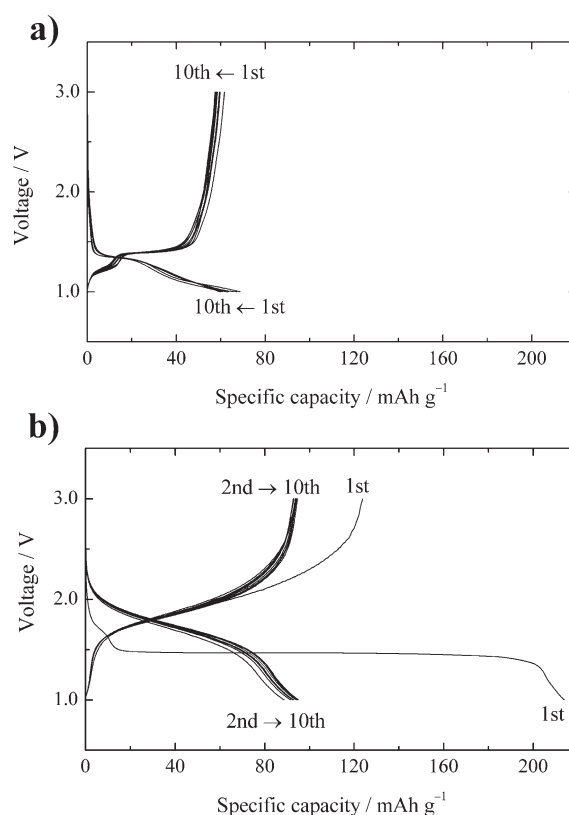 a)
10th ← 1st
3.0
2.0
1.0
Voltage / V
10th ← 1st
0 40 80 120 160 200
Specific capacity / mAh g⁻¹
b)
2nd → 10th 1st
3.0
2.0
1.0
Voltage / V
2nd → 10th 1st
0 40 80 120 160 200
Specific capacity / mAh g⁻¹